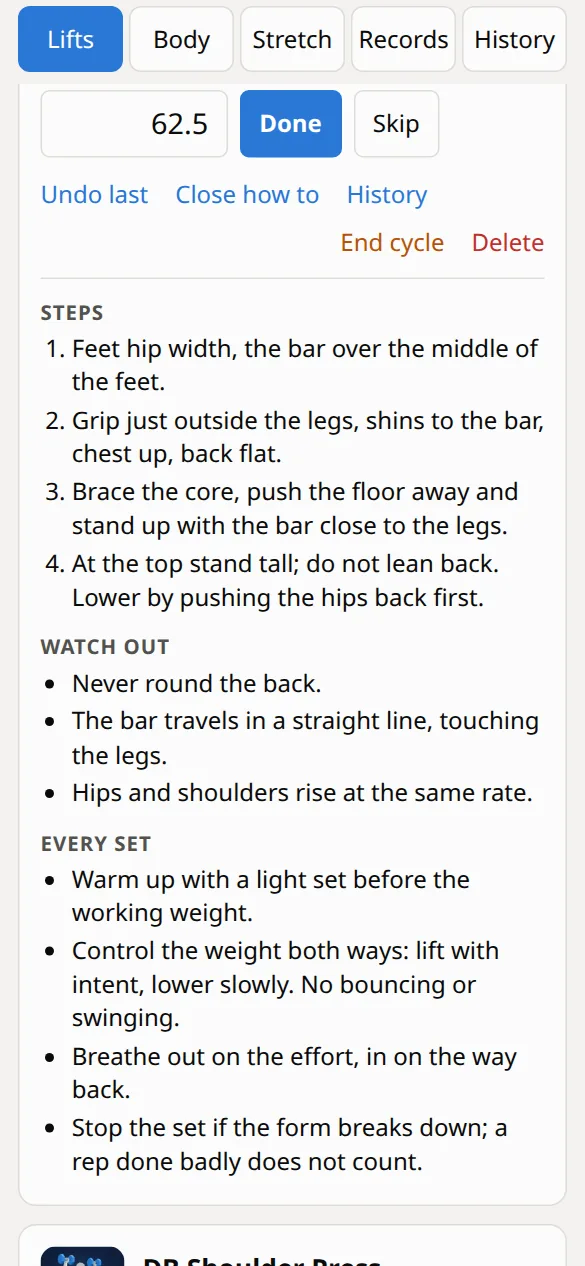 Lifts Body Stretch Records History
62.5 Done Skip
Undo last Close how to History
End cycle Delete
STEPS
1. Feet hip width, the bar over the middle of
the feet.
2. Grip just outside the legs, shins to the bar,
chest up, back flat.
3. Brace the core, push the floor away and
stand up with the bar close to the legs.
4. At the top stand tall; do not lean back.
Lower by pushing the hips back first.
WATCH OUT
• Never round the back.
• The bar travels in a straight line, touching
the legs.
• Hips and shoulders rise at the same rate.
EVERY SET
• Warm up with a light set before the
working weight.
• Control the weight both ways: lift with
intent, lower slowly. No bouncing or
swinging.
• Breathe out on the effort, in on the way
back.
• Stop the set if the form breaks down; a
rep done badly does not count.
DB Shoulder Press